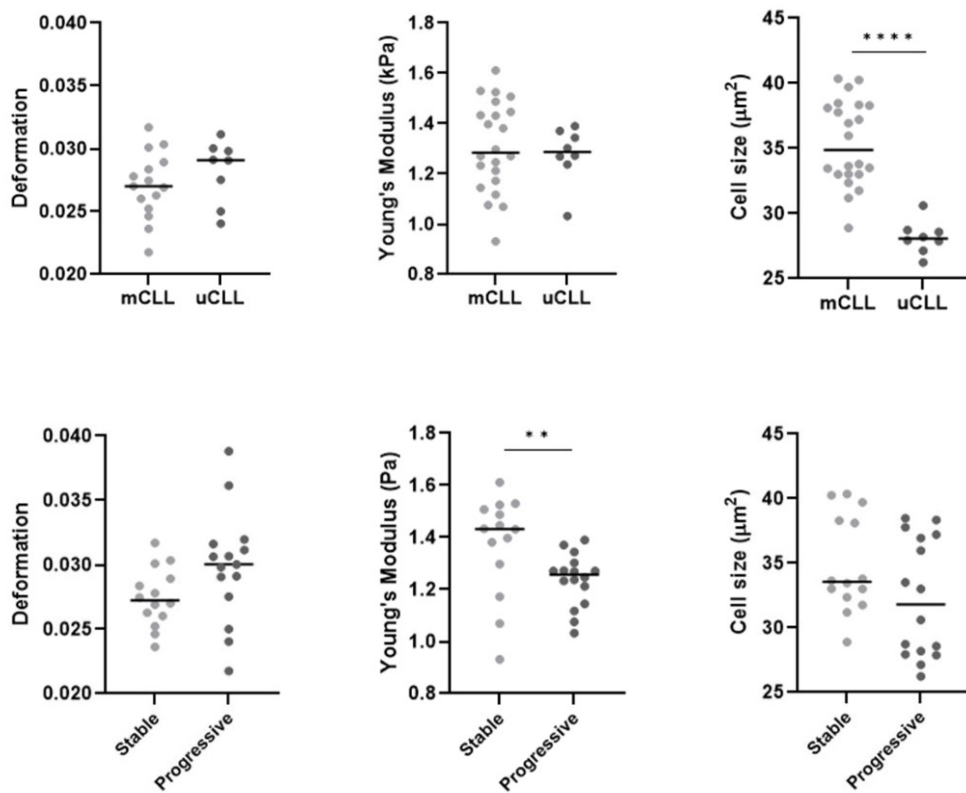 Deformation
0.040
0.035
0.030
0.025
0.020
mCLL uCLL
Young's Modulus (kPa)
1.8
1.6
1.4
1.2
1.0
0.8
mCLL uCLL
Cell size (μm²)
45
40
35
30
25
****
mCLL uCLL
Deformation
0.040
0.035
0.030
0.025
0.020
Stable
Progressive
Young's Modulus (Pa)
1.8
1.6
1.4
1.2
1.0
0.8
**
Stable
Progressive
Cell size (μm²)
45
40
35
30
25
Stable
Progressive